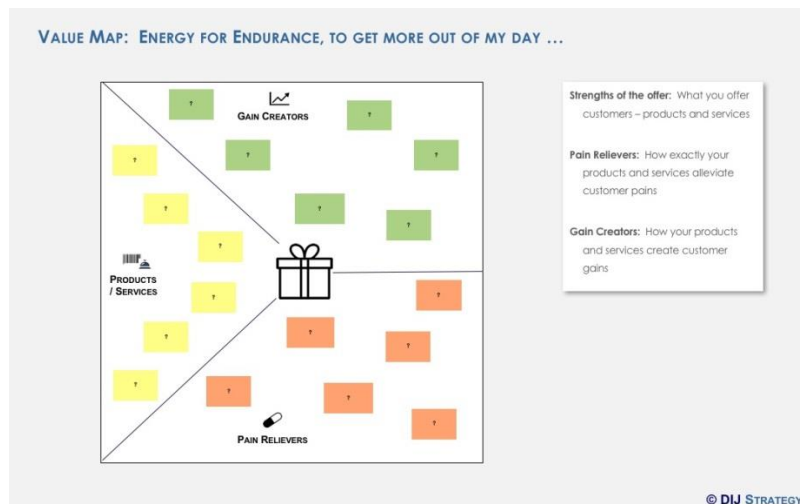 VALUE MAP: ENERGY FOR ENDURANCE, TO GET MORE OUT OF MY DAY ...
?
GAIN CREATORS
?
?
?
?
?
?
?
?
PRODUCTS
/ SERVICES
?
?
?
?
?
?
?
?
?
?
PAIN RELIEVERS
Strengths of the offer: What you offer
customers – products and services
Pain Relievers: How exactly your
products and services alleviate
customer pains
Gain Creators: How your products
and services create customer
gains
© DIJ STRATEGY